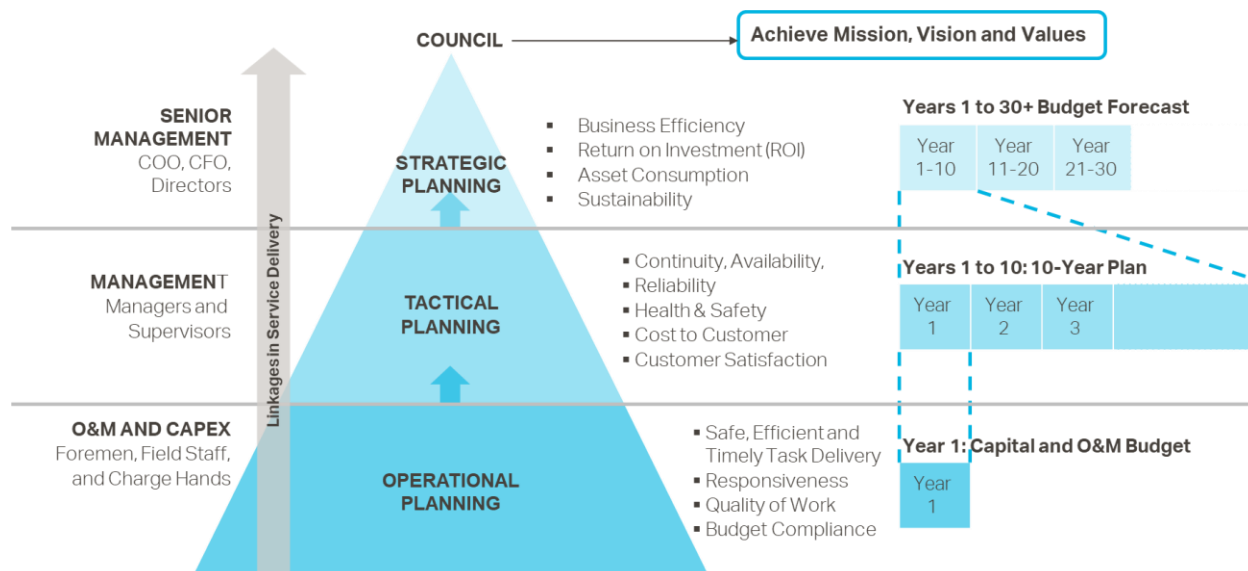 COUNCIL
Achieve Mission, Vision and Values
SENIOR
MANAGEMENT
COO, CFO,
Directors
STRATEGIC
PLANNING
▪ Business Efficiency
▪ Return on Investment (ROI)
▪ Asset Consumption
▪ Sustainability
Years 1 to 30+ Budget Forecast
Year
1-10
Year
11-20
Year
21-30
Linkages in Service Delivery
MANAGEMENT
Managers and
Supervisors
TACTICAL
PLANNING
▪ Continuity, Availability,
▪ Reliability
▪ Health & Safety
▪ Cost to Customer
▪ Customer Satisfaction
Years 1 to 10: 10-Year Plan
Year
1
Year
2
Year
3
O&M AND CAPEX
Foremen, Field Staff,
and Charge Hands
OPERATIONAL
PLANNING
▪ Safe, Efficient and
Timely Task Delivery
▪ Responsiveness
▪ Quality of Work
▪ Budget Compliance
Year 1: Capital and O&M Budget
Year
1